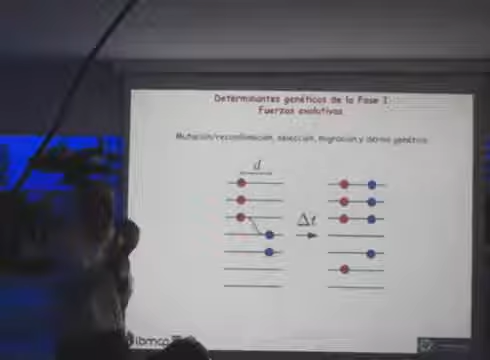 Determinantes genéticos de la Fase I:
Fuerzas evolutivas
Mutación/recombinación, selección, migración y deriva genética
d
Δt
ibmcp